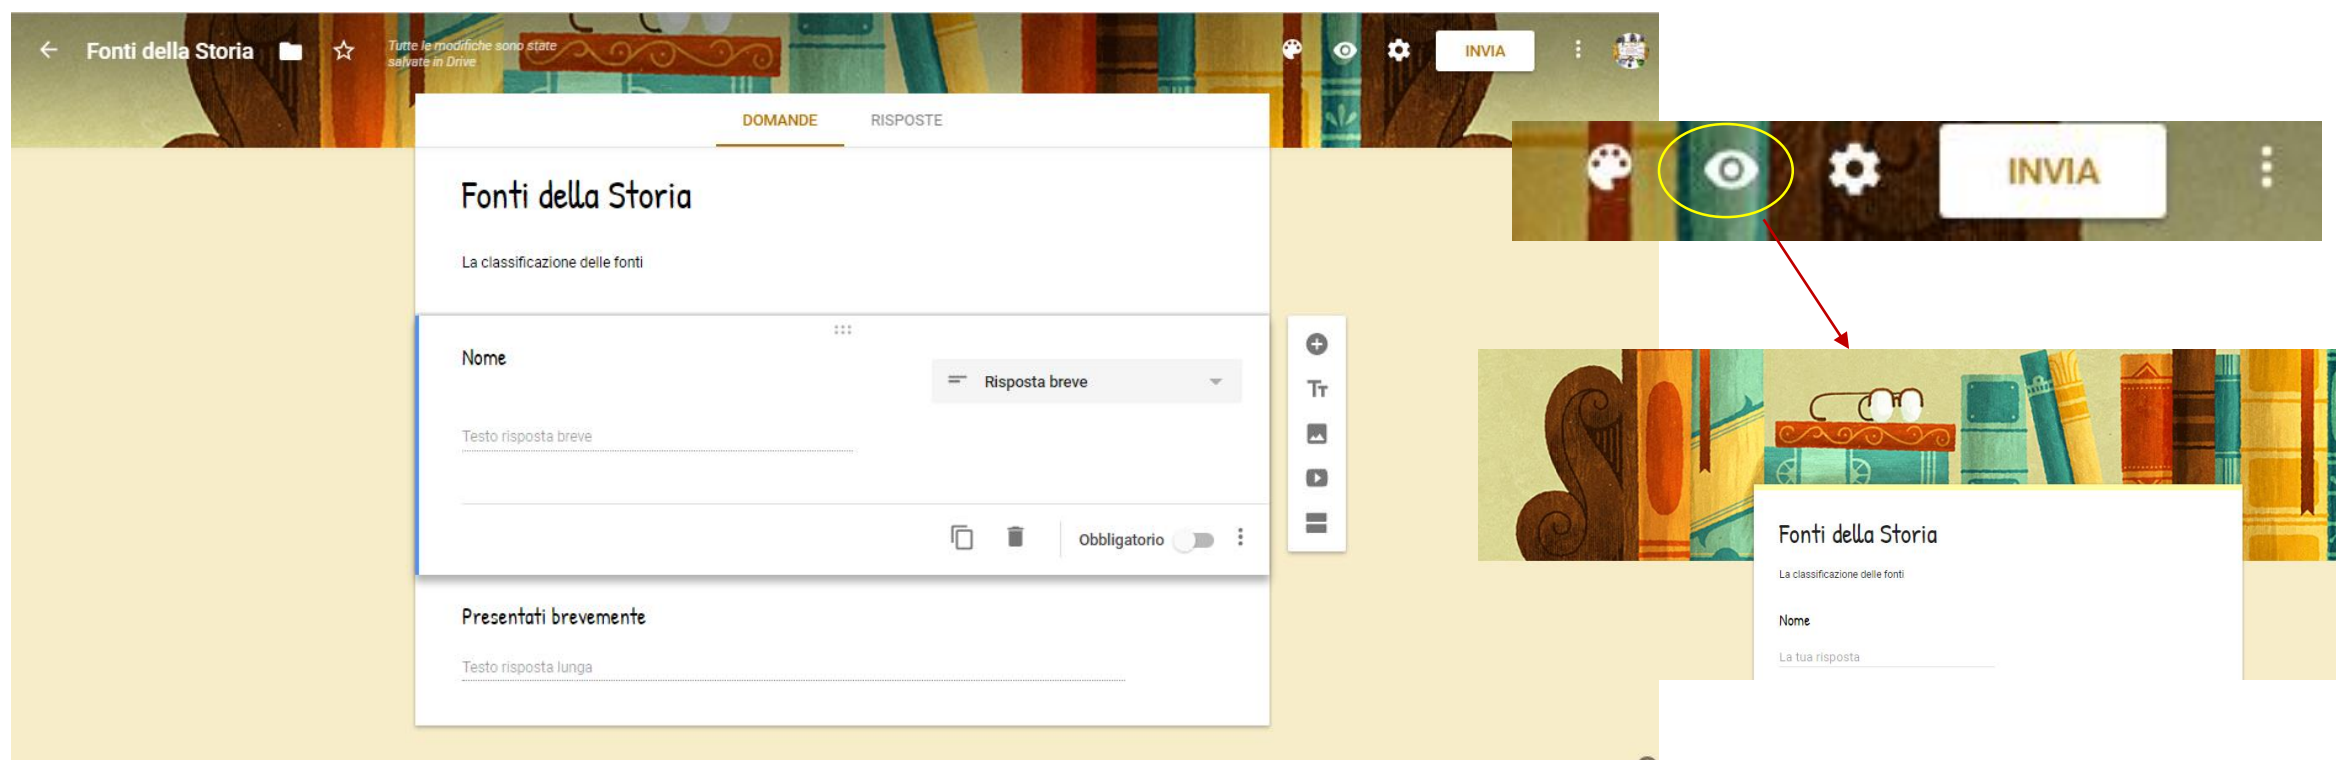 Fonti della Storia
Tutte le modifiche sono state
salvate in Drive
INVIA
DOMANDE RISPOSTE
Fonti della Storia
La classificazione delle fonti
Nome
Risposta breve
Testo risposta breve
Obbligatorio
Presentati brevemente
Testo risposta lunga
INVIA
Fonti della Storia
La classificazione delle fonti
Nome
La tua risposta